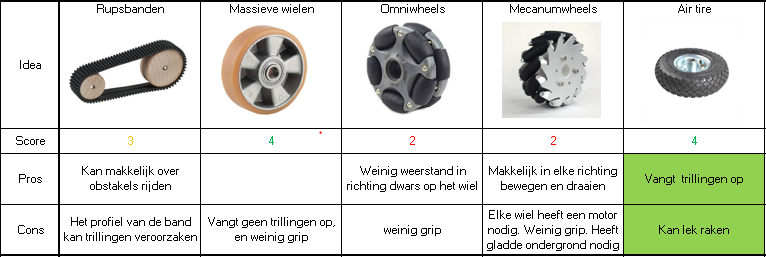 Rupsbanden Massieve wielen Omniwheels Mecanumwheels Air tire
Idea
Score 3 4 2 2 4
Pros
Kan makkelijk over
obstakels rijden
Weinig weerstand in
richting dwars op het wiel
Makkelijk in elke richting
bewegen en draaien
Vangt trillingen op
Cons
Het profiel van de band
kan trillingen veroorzaken
Vangt geen trillingen op,
en weinig grip
weinig grip
Elke wiel heeft een motor
nodig. Weinig grip. Heeft
gladde ondergrond nodig
Kan lek raken